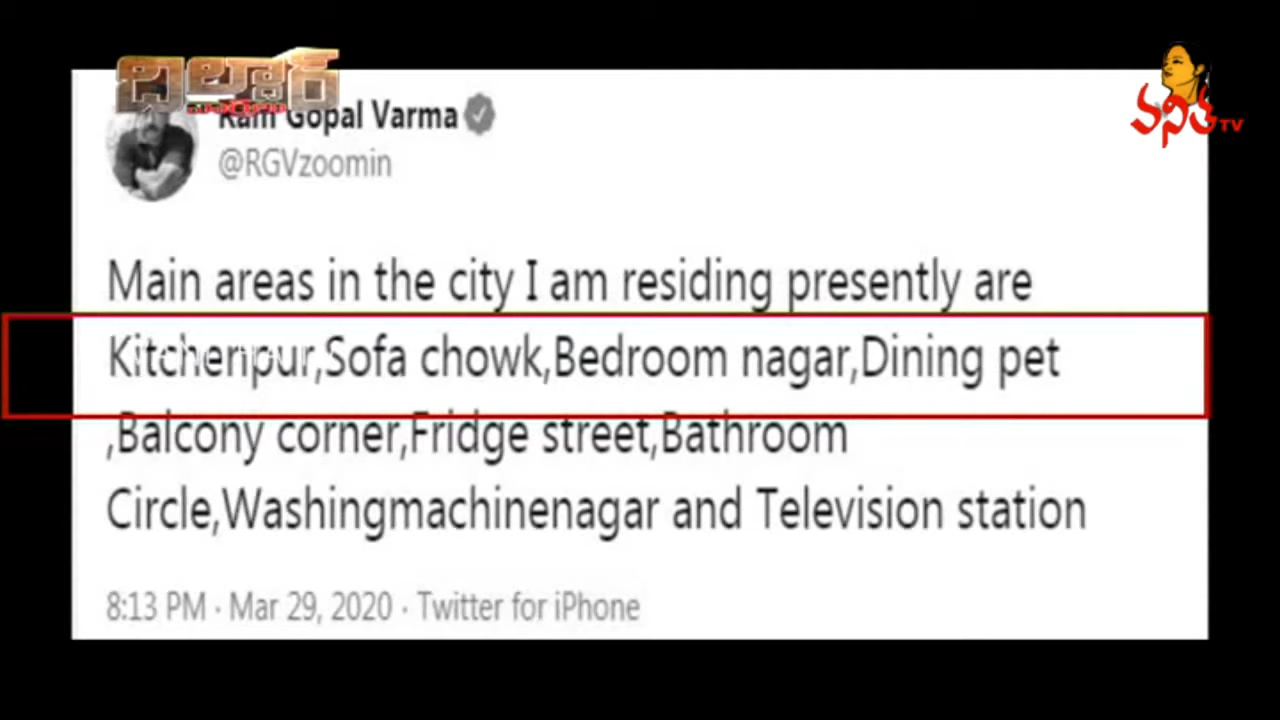 వనిత TV
Ram Gopal Varma
@RGVzoomin
Main areas in the city I am residing presently are
Kitchenpur,Sofa chowk,Bedroom nagar,Dining pet
,Balcony corner,Fridge street,Bathroom
Circle,Washingmachinenagar and Television station
8:13 PM · Mar 29, 2020 · Twitter for iPhone